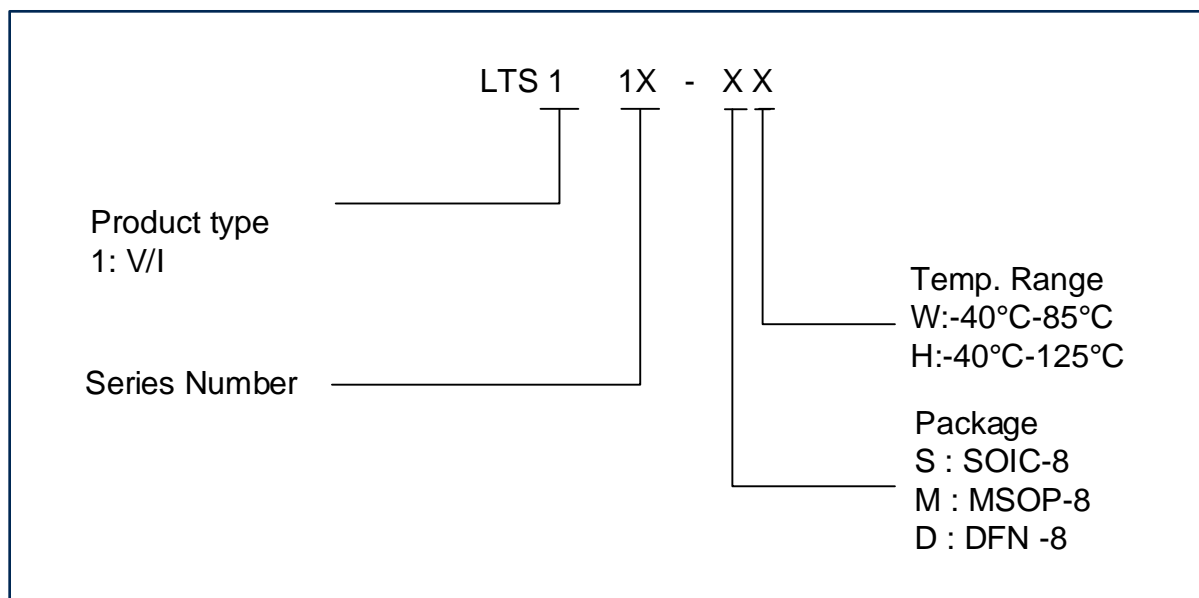 LTS 1 1X - X X
Product type
1: V/I
Series Number
Temp. Range
W:-40°C-85°C
H:-40°C-125°C
Package
S : SOIC-8
M : MSOP-8
D : DFN -8